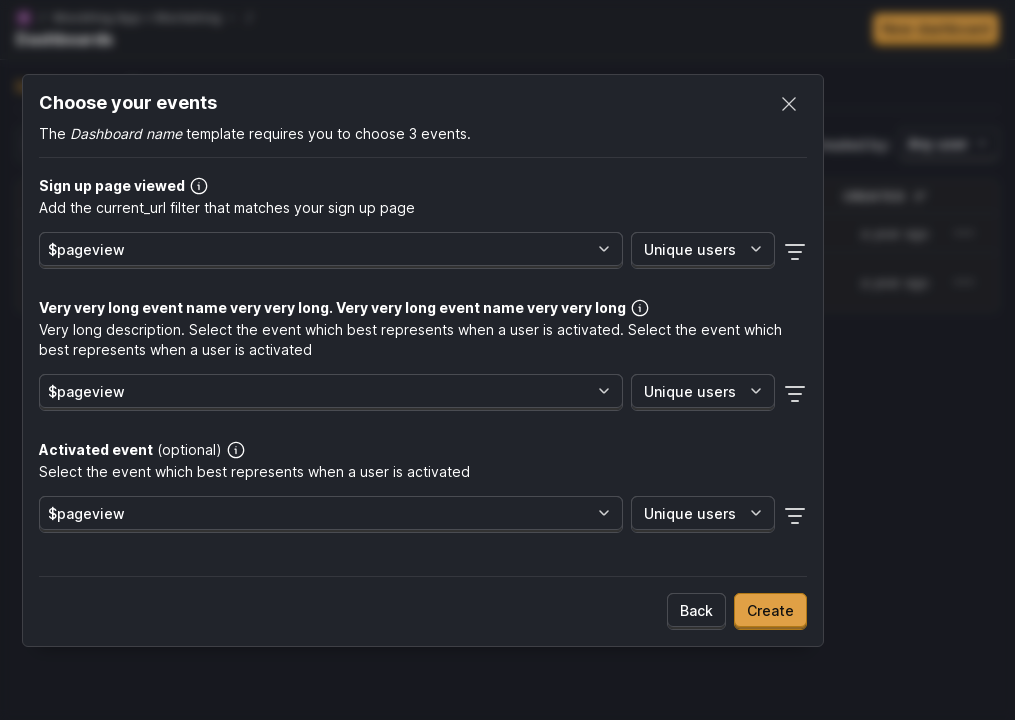 Dashboards
Choose your events
The Dashboard name template requires you to choose 3 events.
Sign up page viewed
Add the current_url filter that matches your sign up page
$pageview
Unique users
Very very long event name very very long. Very very long event name very very long
Very long description. Select the event which best represents when a user is activated. Select the event which
best represents when a user is activated
$pageview
Unique users
Activated event (optional)
Select the event which best represents when a user is activated
$pageview
Unique users
Back
Create